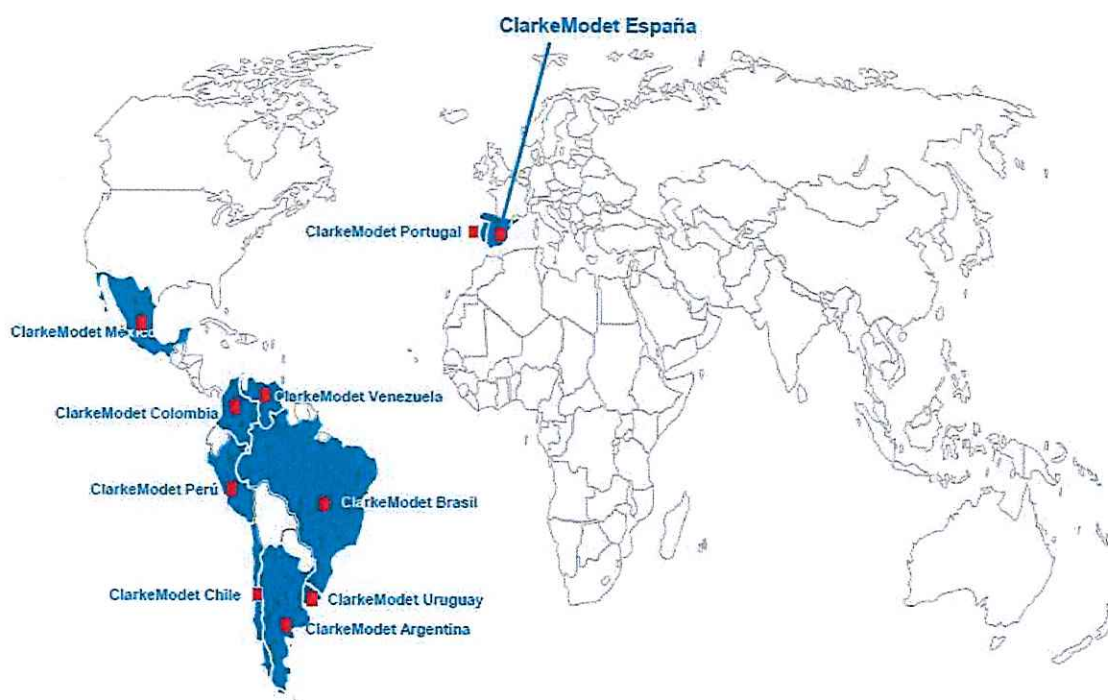 ClarkeModet España
ClarkeModet Portugal
ClarkeModet México
ClarkeModet Venezuela
ClarkeModet Colombia
ClarkeModet Perú
ClarkeModet Brasil
ClarkeModet Chile
ClarkeModet Uruguay
ClarkeModet Argentina